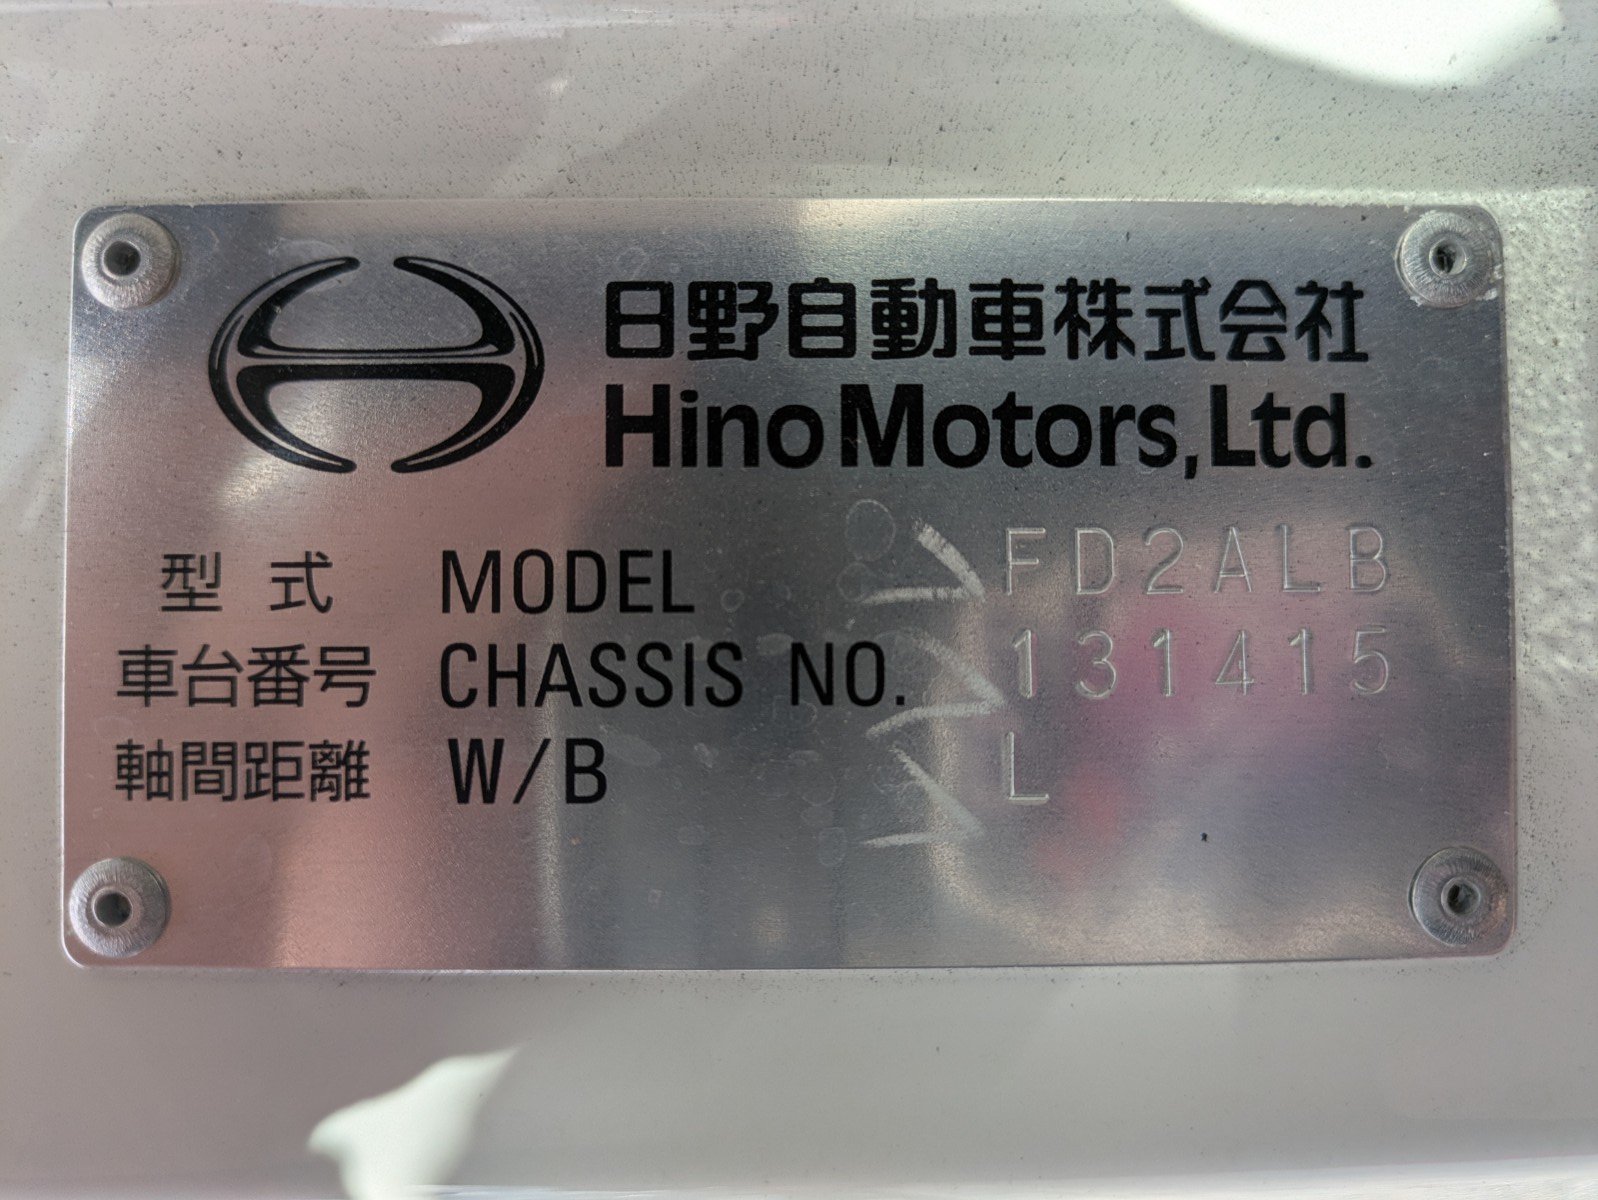 日野自動車株式会社
Hino Motors, Ltd.
型式 MODEL FD2ALB
車台番号 CHASSIS NO. 131415
軸間距離 W/B L